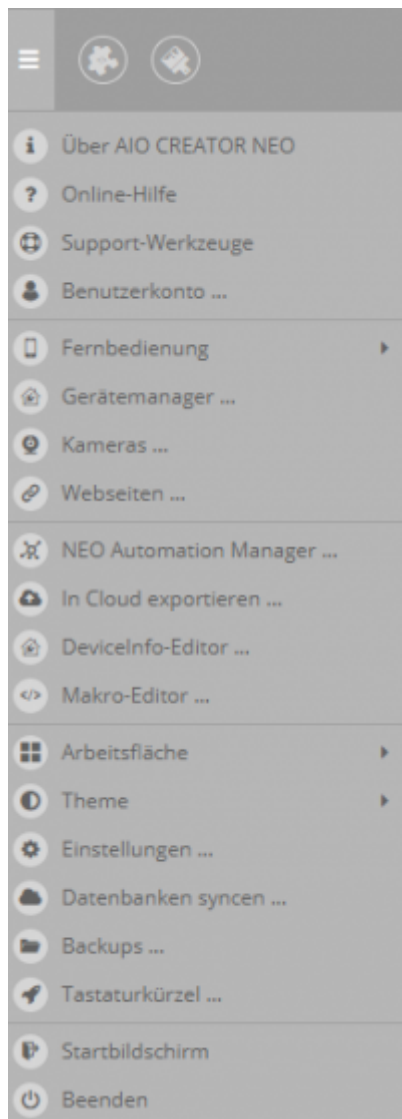 Über AIO CREATOR NEO
Online-Hilfe
Support-Werkzeuge
Benutzerkonto ...
Fernbedienung
Gerätemanager ...
Kameras ...
Webseiten ...
NEO Automation Manager ...
In Cloud exportieren ...
DeviceInfo-Editor ...
Makro-Editor ...
Arbeitsfläche
Theme
Einstellungen ...
Datenbanken syncen ...
Backups ...
Tastaturkürzel ...
Startbildschirm
Beenden